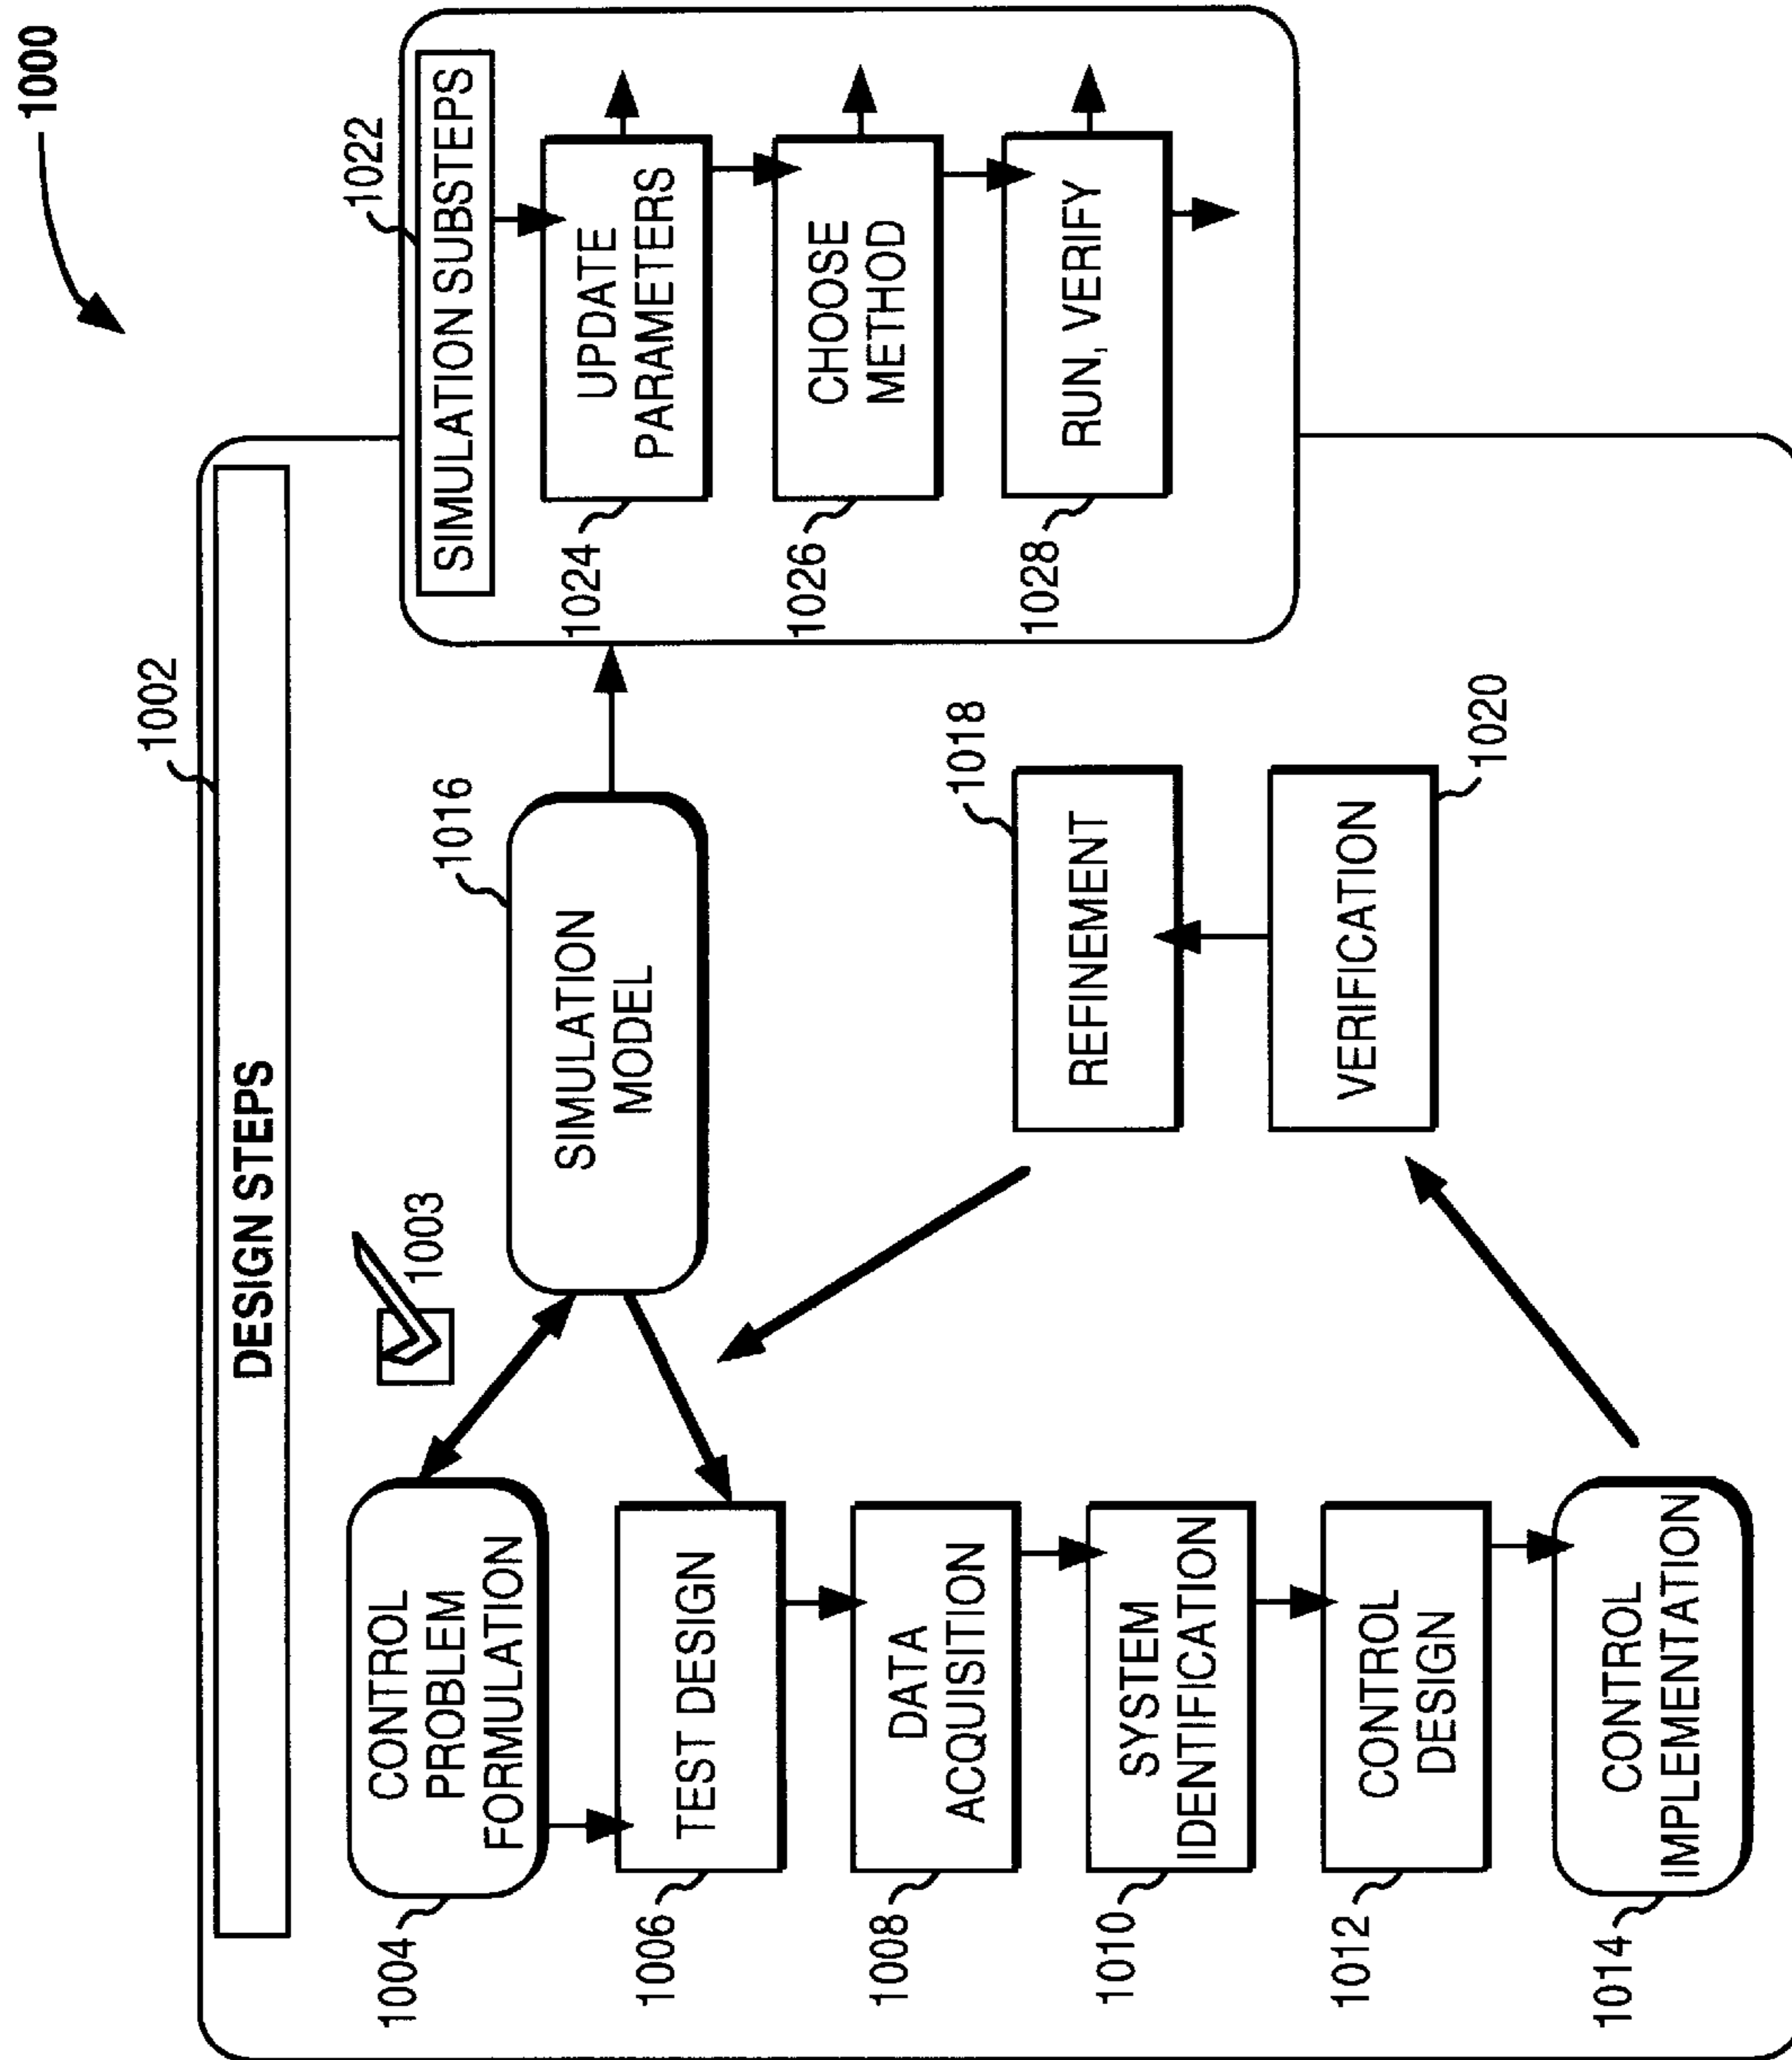 1000
1002
DESIGN STEPS
1003
1004
CONTROL
PROBLEM
FORMULATION
1006
TEST DESIGN
1008
DATA
ACQUISITION
1010
SYSTEM
IDENTIFICATION
1012
CONTROL
DESIGN
1014
CONTROL
IMPLEMENTATION
1016
SIMULATION
MODEL
1018
REFINEMENT
1020
VERIFICATION
1022
SIMULATION SUBSTEPS
1024
UPDATE
PARAMETERS
1026
CHOOSE
METHOD
1028
RUN, VERIFY